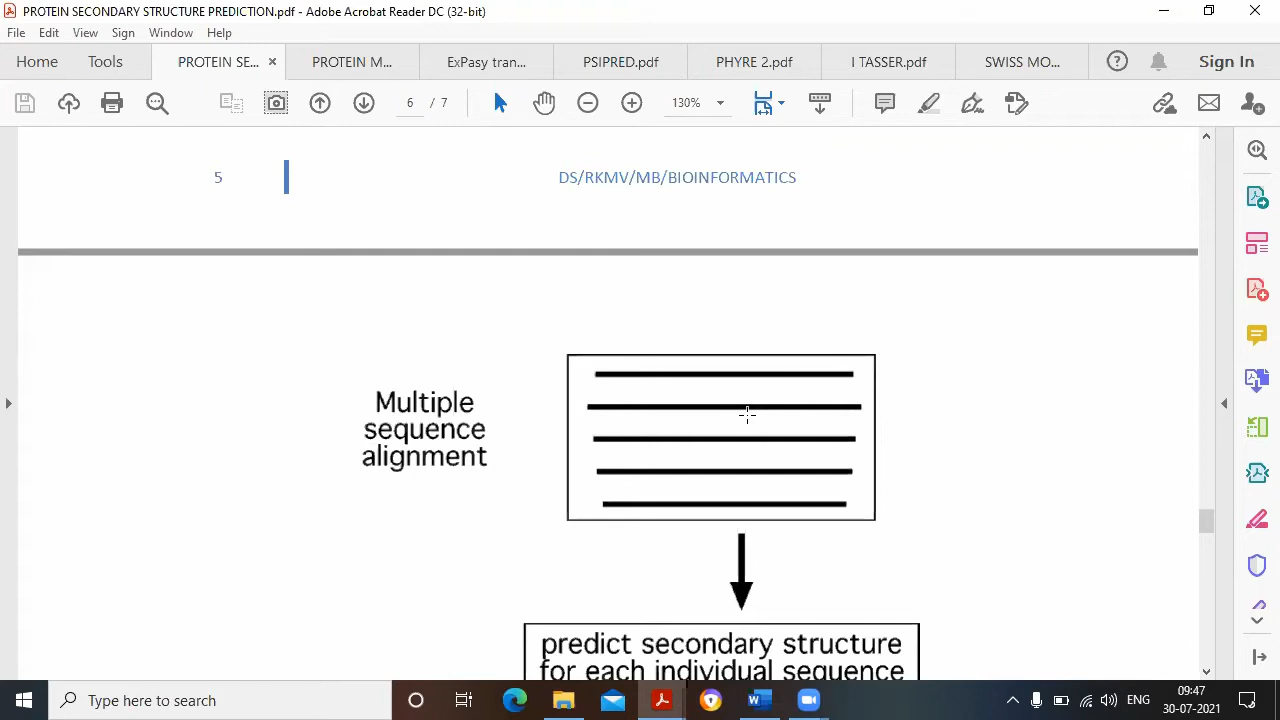 PROTEIN SECONDARY STRUCTURE PREDICTION.pdf - Adobe Acrobat Reader DC (32-bit)
File Edit View Sign Window Help
Home Tools PROTEIN SE... × PROTEIN M... ExPasy tran... PSIPRED.pdf PHYRE 2.pdf I TASSER.pdf SWISS MO... Sign In
6 / 7 130%
5 DS/RKMV/MB/BIOINFORMATICS
Multiple
sequence
alignment
predict secondary structure
for each individual sequence
Type here to search
ENG
09:47
30-07-2021